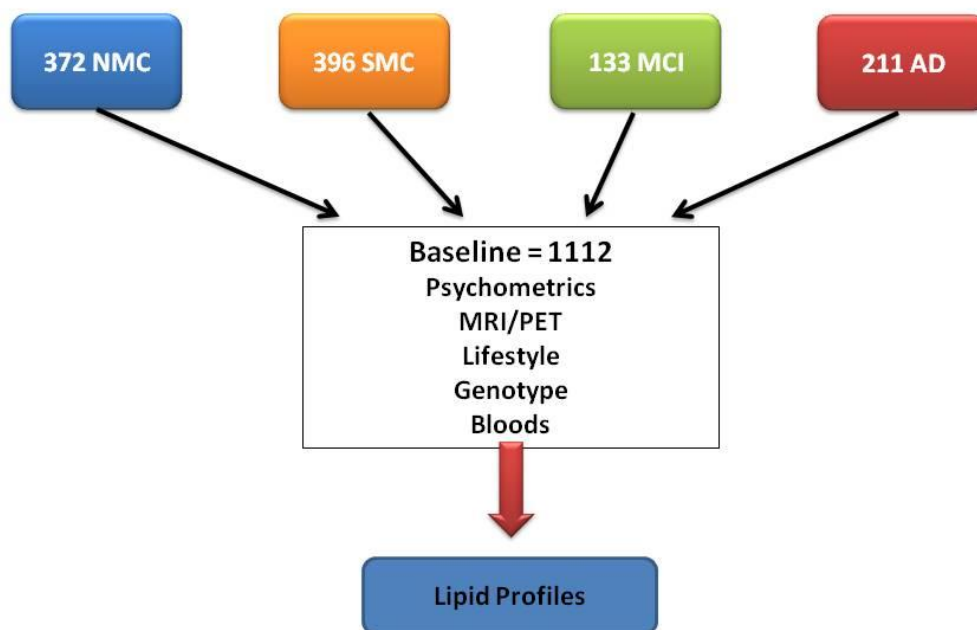 372 NMC
396 SMC
133 MCI
211 AD
Baseline = 1112
Psychometrics
MRI/PET
Lifestyle
Genotype
Bloods
Lipid Profiles